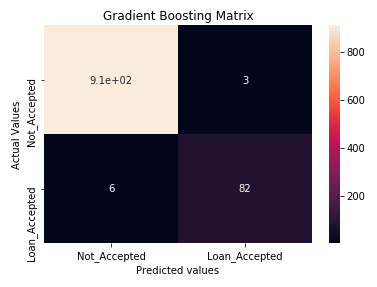 Gradient Boosting Matrix
Actual Values
Not_Accepted
Loan_Accepted
9.1e+02
3
6
82
Not_Accepted
Loan_Accepted
Predicted values
800
600
400
200